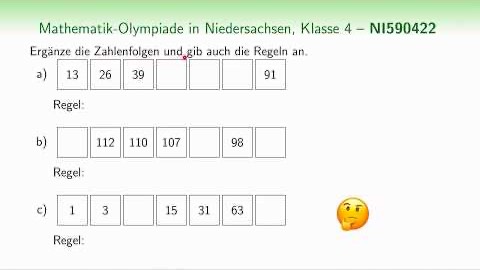 Mathematik-Olympiade in Niedersachsen, Klasse 4 – NI590422
Ergänze die Zahlenfolgen und gib auch die Regeln an.
a) 13 26 39 91
Regel:
b) 112 110 107 98
Regel:
c) 1 3 15 31 63
Regel: